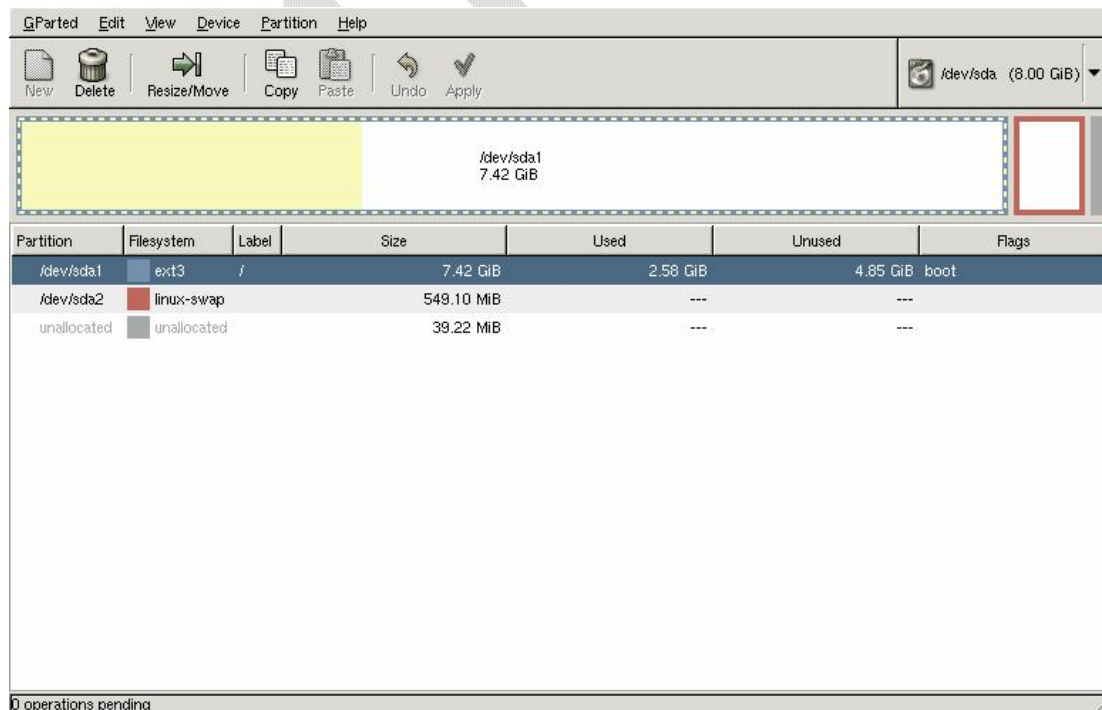 GParted Edit View Device Partition Help
New Delete Resize/Move Copy Paste Undo Apply /dev/sda (8.00 GiB)
/dev/sda1
7.42 GiB
Partition Filesystem Label Size Used Unused Flags
/dev/sda1 ext3 / 7.42 GiB 2.58 GiB 4.85 GiB boot
/dev/sda2 linux-swap 549.10 MiB --- ---
unallocated unallocated 39.22 MiB --- ---
0 operations pending